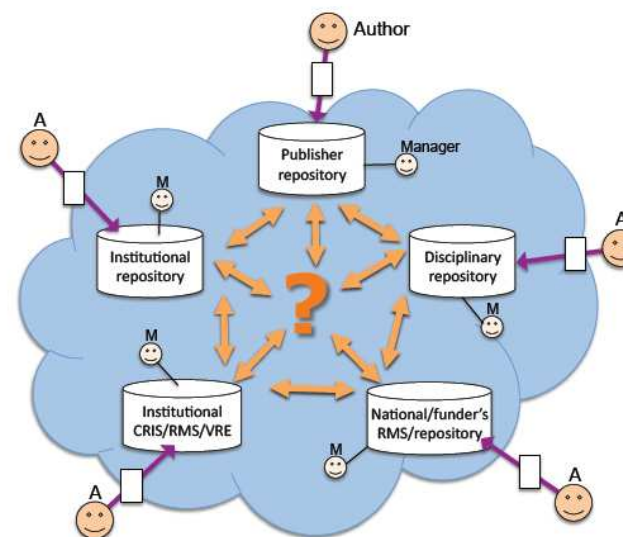 Author
A
Publisher
repository
Manager
M
Institutional
repository
A
Disciplinary
repository
M
?
M
Institutional
CRIS/RMS/VRE
National/funder's
RMS/repository
M
A
A